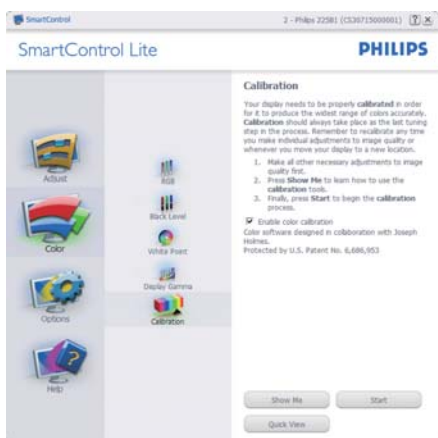 SmartControl
2 - Philips 225B1 (CS30715000001)
?
SmartControl Lite
PHILIPS
Adjust
Color
Options
Help
RGB
Black Level
White Point
Display Gamma
Calibration
Calibration
Your display needs to be properly calibrated in order
for it to produce the widest range of colors accurately.
Calibration should always take place as the last tuning
step in the process. Remember to recalibrate any time
you make individual adjustments to image quality or
whenever you move your display to a new location.
1. Make all other necessary adjustments to image
quality first.
2. Press Show Me to learn how to use the
calibration tools.
3. Finally, press Start to begin the calibration
process.
Enable color calibration
Color software designed in collaboration with Joseph
Holmes.
Protected by U.S. Patent No. 6,686,953
Show Me
Start
Quick View